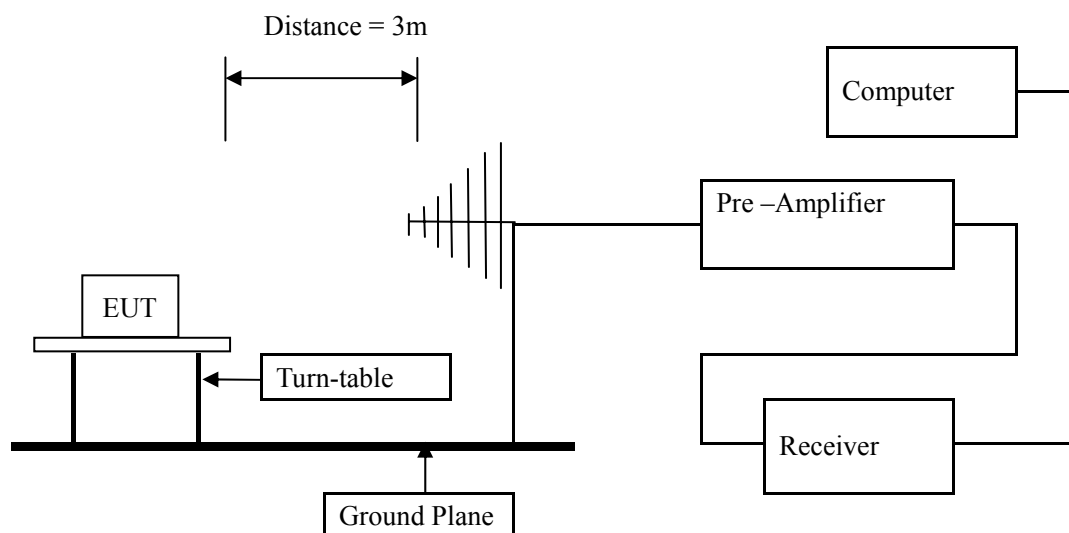 Distance = 3m
Computer
Pre –Amplifier
EUT
Turn-table
Receiver
Ground Plane